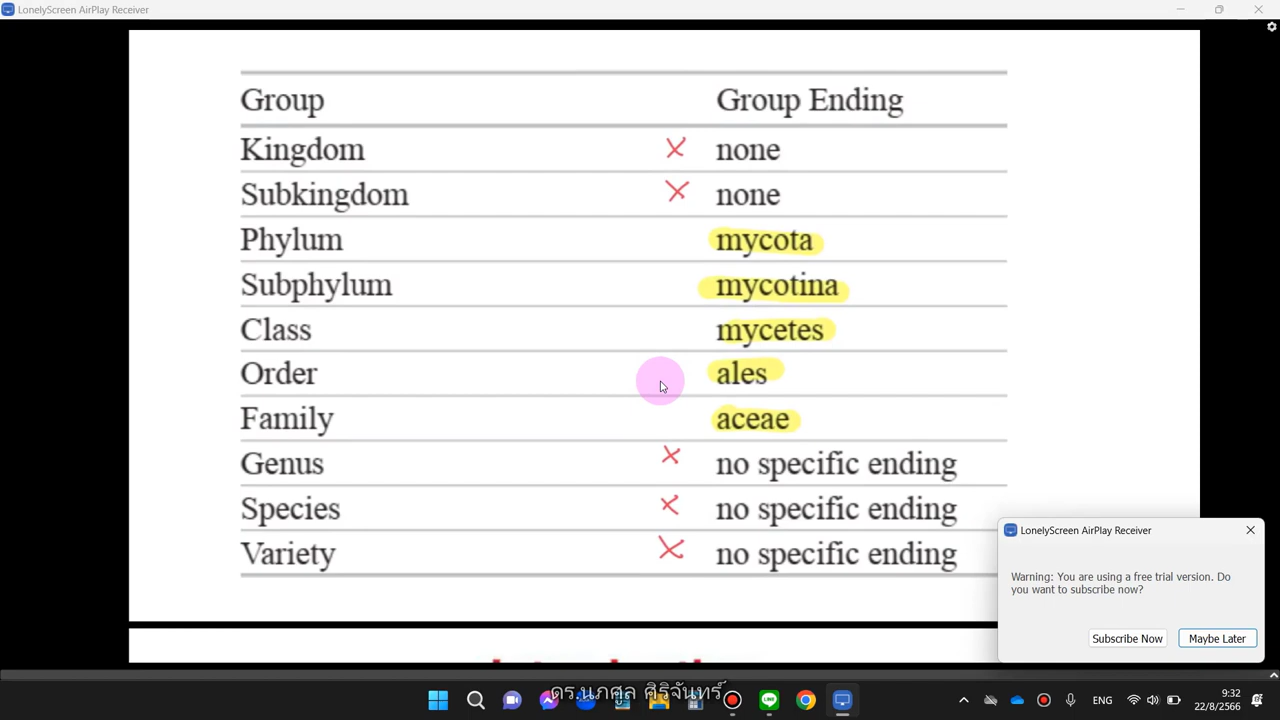 LonelyScreen AirPlay Receiver
Group Group Ending
Kingdom none
Subkingdom none
Phylum mycota
Subphylum mycotina
Class mycetes
Order ales
Family aceae
Genus no specific ending
Species no specific ending
Variety no specific ending
LonelyScreen AirPlay Receiver
Warning: You are using a free trial version. Do
you want to subscribe now?
Subscribe Now Maybe Later
ดร.นภศูล ศิริจันทร์
ENG
9:32
22/8/2566